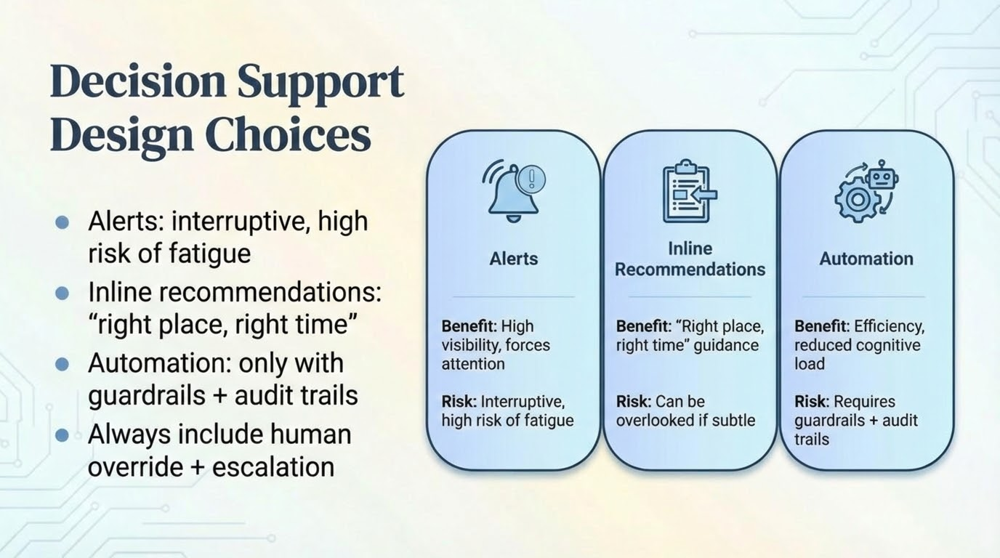 Decision Support
Design Choices
Alerts: interruptive, high
risk of fatigue
Inline recommendations:
“right place, right time”
Automation: only with
guardrails + audit trails
Always include human
override + escalation
Alerts
Benefit: High
visibility, forces
attention
Risk: Interruptive,
high risk of fatigue
Inline
Recommendations
Benefit: “Right place,
right time” guidance
Risk: Can be
overlooked if subtle
Automation
Benefit: Efficiency,
reduced cognitive
load
Risk: Requires
guardrails + audit
trails